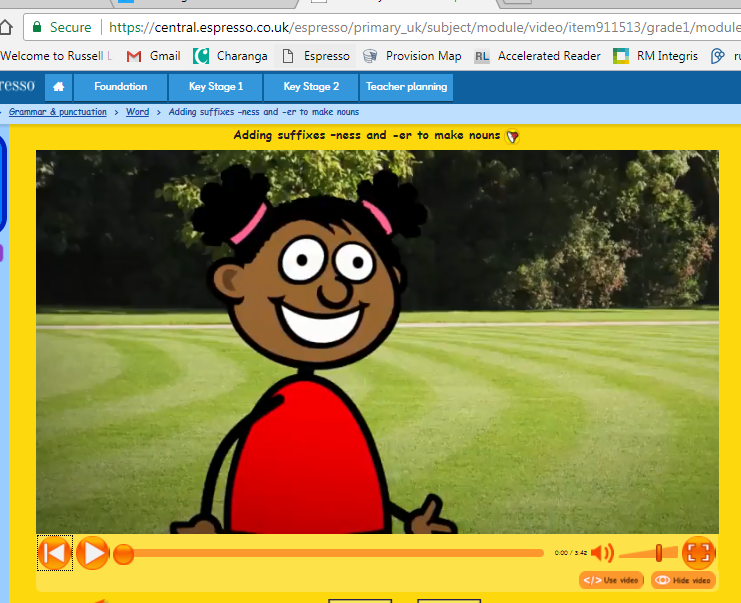 Secure https://central.espresso.co.uk/espresso/primary_uk/subject/module/video/item911513/grade1/module
Welcome to Russell L Gmail Charanga Espresso Provision Map RL Accelerated Reader RM Integris ru
resso Foundation Key Stage 1 Key Stage 2 Teacher planning
Grammar & punctuation > Word > Adding suffixes -ness and -er to make nouns
Adding suffixes -ness and -er to make nouns
0:00 / 3:42
</> Use video Hide video